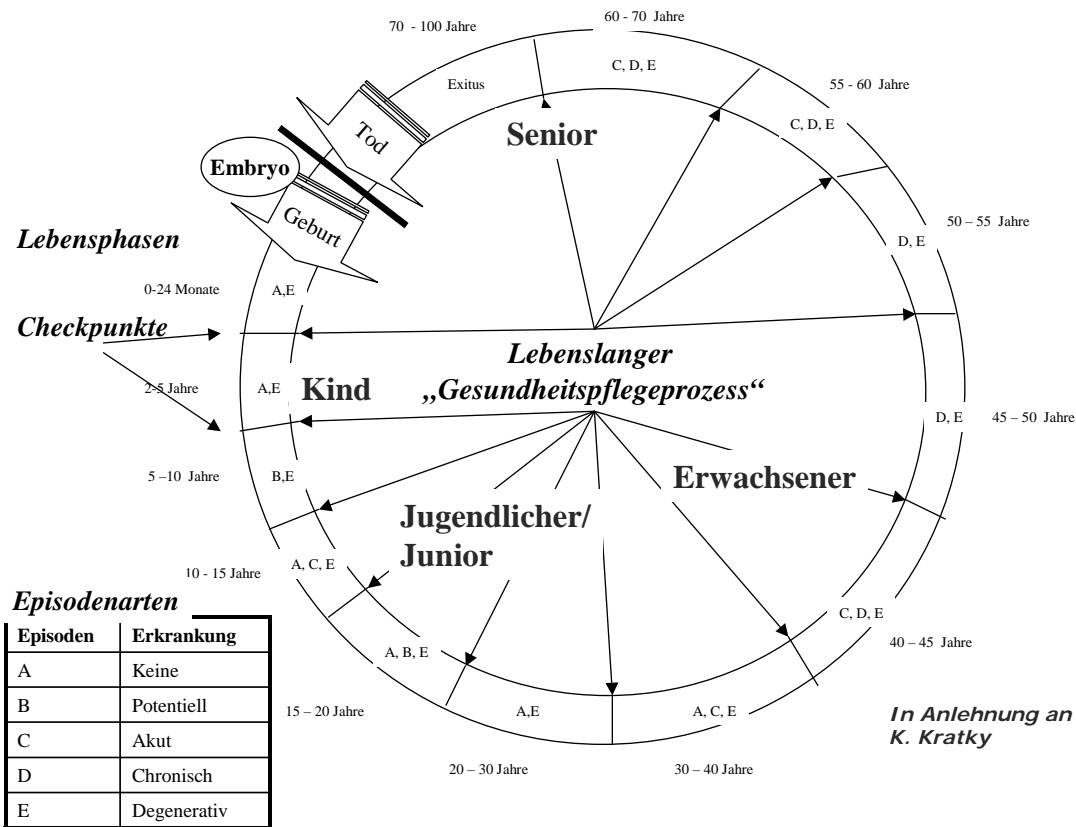 60 - 70 Jahre
70 - 100 Jahre
C, D, E
Exitus
55 - 60 Jahre
Tod
C, D, E
Senior
Embryo
Geburt
50 – 55 Jahre
Lebensphasen
D, E
0-24 Monate
A,E
Checkpunkte
Lebenslanger
„Gesundheitspflegeprozess“
2-5 Jahre
A,E
Kind
D, E
45 – 50 Jahre
5 –10 Jahre
B,E
Erwachsener
Jugendlicher/
Junior
A, C, E
10 - 15 Jahre
Episodenarten
Episoden Erkrankung
A Keine
B Potentiell
C Akut
D Chronisch
E Degenerativ
C, D, E
40 – 45 Jahre
A, B, E
15 – 20 Jahre
A,E
A, C, E
20 – 30 Jahre
30 – 40 Jahre
In Anlehnung an
K. Kratky